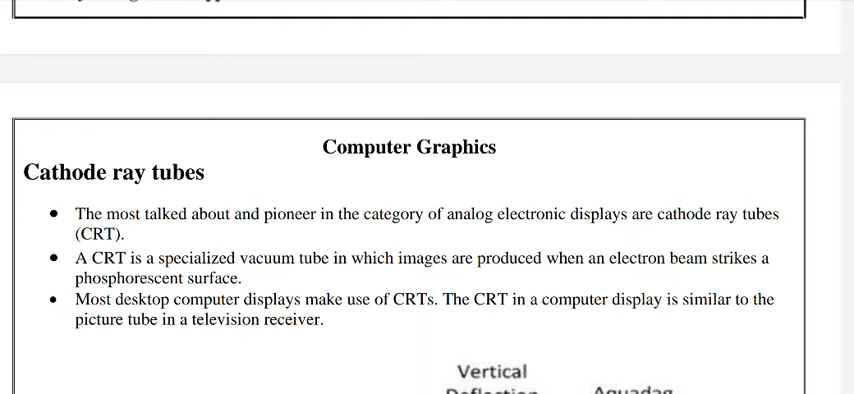 Computer Graphics
Cathode ray tubes
• The most talked about and pioneer in the category of analog electronic displays are cathode ray tubes
(CRT).
• A CRT is a specialized vacuum tube in which images are produced when an electron beam strikes a
phosphorescent surface.
• Most desktop computer displays make use of CRTs. The CRT in a computer display is similar to the
picture tube in a television receiver.
Vertical
Deflection Aquadag